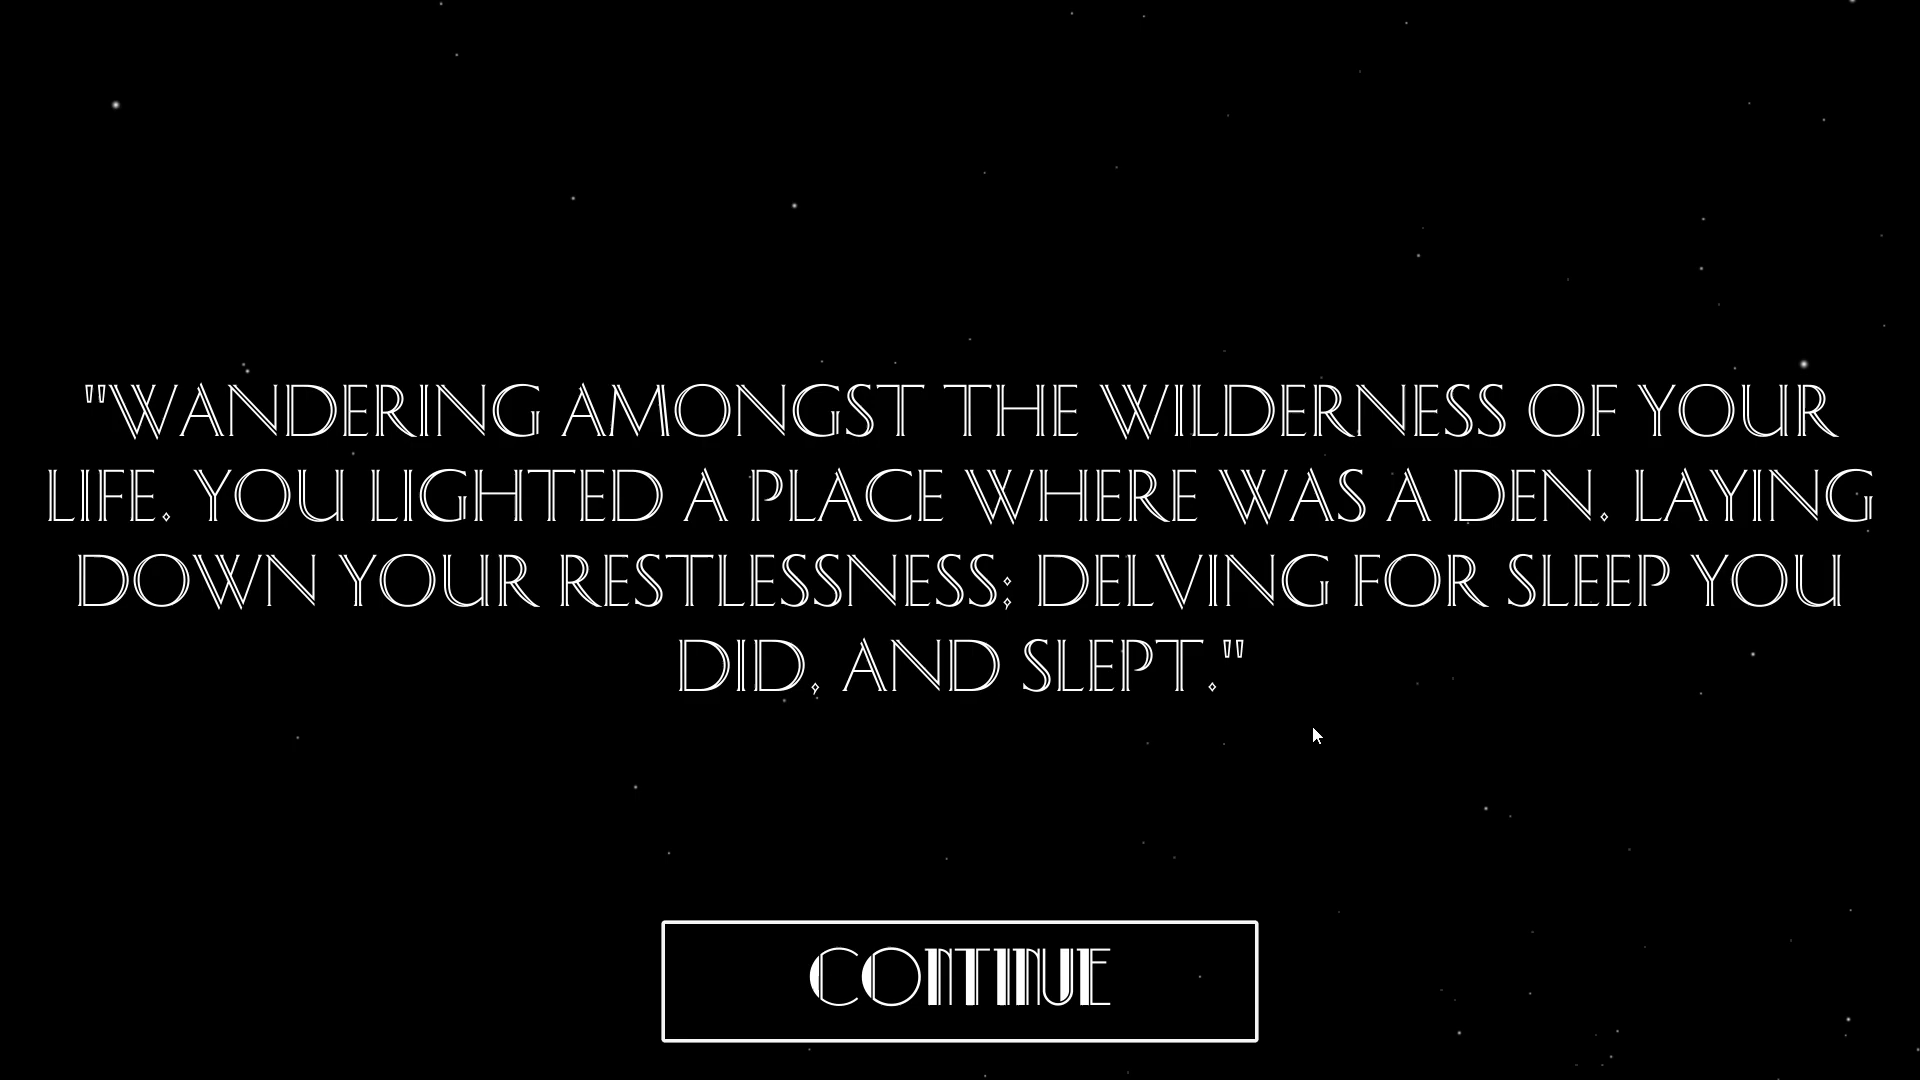 "WANDERING AMONGST THE WILDERNESS OF YOUR
LIFE. YOU LIGHTED A PLACE WHERE WAS A DEN. LAYING
DOWN YOUR RESTLESSNESS; DELVING FOR SLEEP YOU
DID, AND SLEPT."
CONTINUE